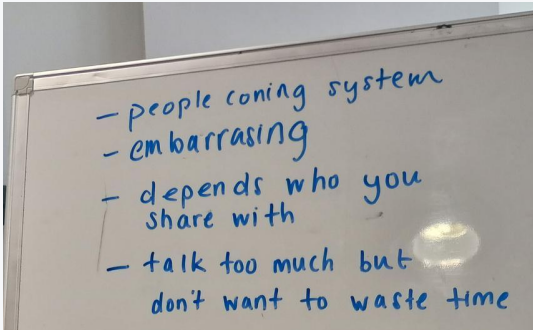 - people coning system
- embarrasing
- depends who you
share with
- talk too much but
don't want to waste time